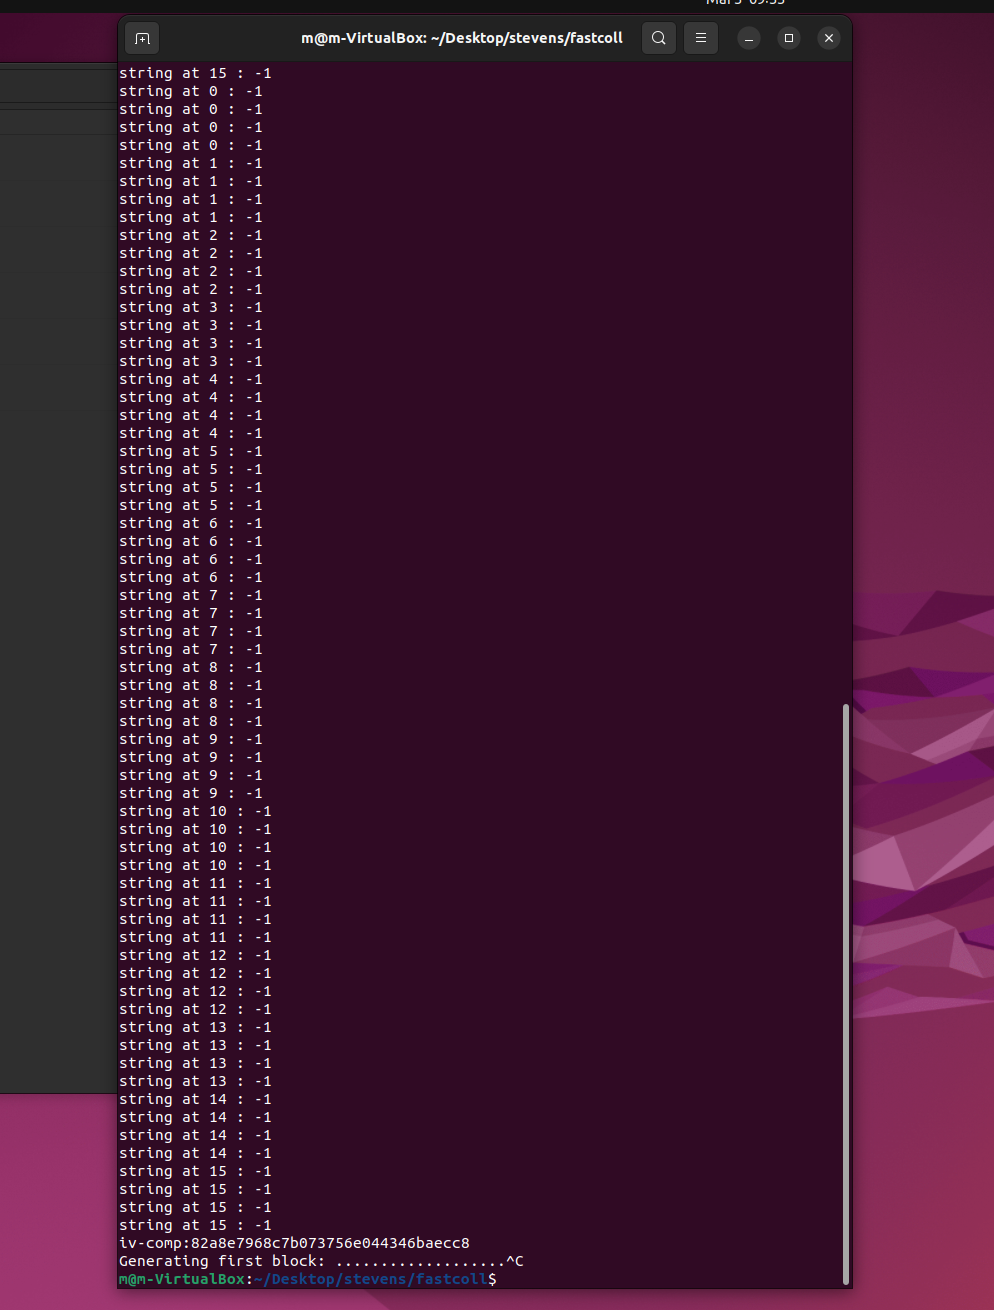 m@m-VirtualBox: ~/Desktop/stevens/fastcoll
string at 15 : -1
string at 0 : -1
string at 0 : -1
string at 0 : -1
string at 0 : -1
string at 1 : -1
string at 1 : -1
string at 1 : -1
string at 1 : -1
string at 2 : -1
string at 2 : -1
string at 2 : -1
string at 2 : -1
string at 3 : -1
string at 3 : -1
string at 3 : -1
string at 3 : -1
string at 4 : -1
string at 4 : -1
string at 4 : -1
string at 4 : -1
string at 5 : -1
string at 5 : -1
string at 5 : -1
string at 5 : -1
string at 6 : -1
string at 6 : -1
string at 6 : -1
string at 6 : -1
string at 7 : -1
string at 7 : -1
string at 7 : -1
string at 7 : -1
string at 8 : -1
string at 8 : -1
string at 8 : -1
string at 8 : -1
string at 9 : -1
string at 9 : -1
string at 9 : -1
string at 9 : -1
string at 10 : -1
string at 10 : -1
string at 10 : -1
string at 10 : -1
string at 11 : -1
string at 11 : -1
string at 11 : -1
string at 11 : -1
string at 12 : -1
string at 12 : -1
string at 12 : -1
string at 12 : -1
string at 13 : -1
string at 13 : -1
string at 13 : -1
string at 13 : -1
string at 14 : -1
string at 14 : -1
string at 14 : -1
string at 14 : -1
string at 15 : -1
string at 15 : -1
string at 15 : -1
string at 15 : -1
iv-comp:82a8e7968c7b073756e044346baecc8
Generating first block: ...................^C
m@m-VirtualBox:~/Desktop/stevens/fastcoll$